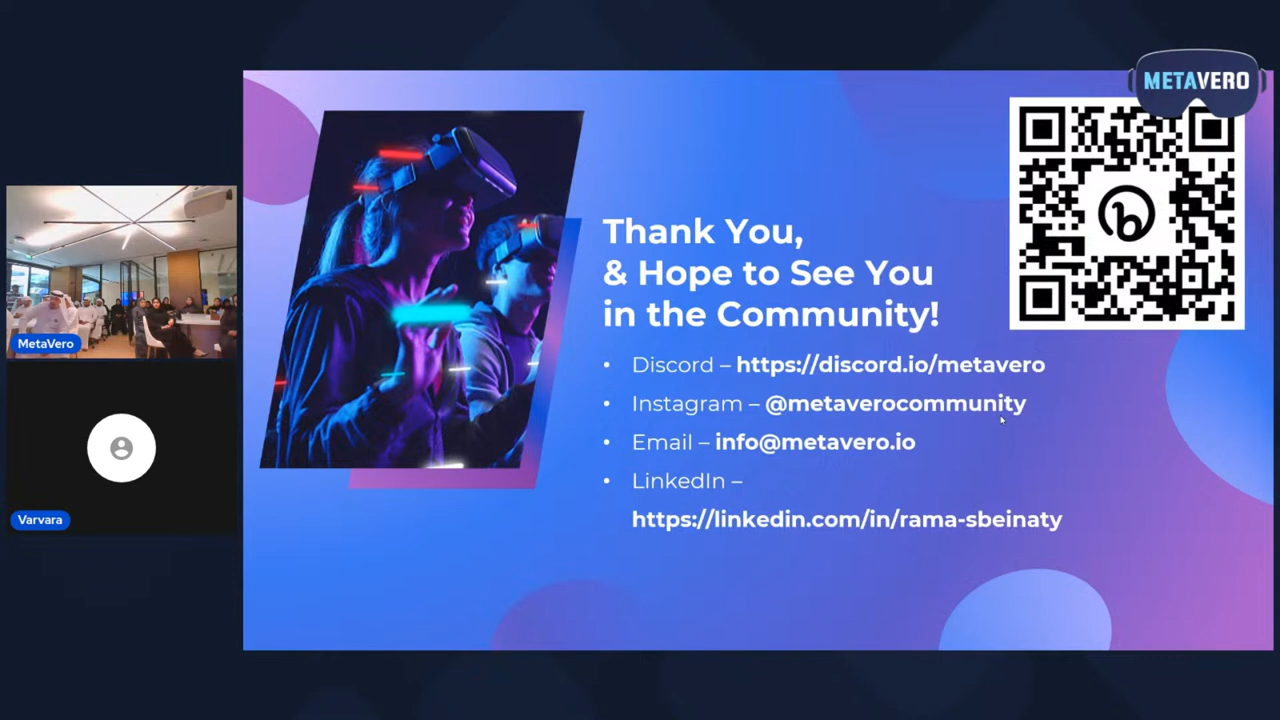 METAVERO
Thank You,
& Hope to See You
in the Community!
• Discord – https://discord.io/metavero
• Instagram – @metaverocommunity
• Email – info@metavero.io
• LinkedIn –
https://linkedin.com/in/rama-sbeinaty
MetaVero
Varvara